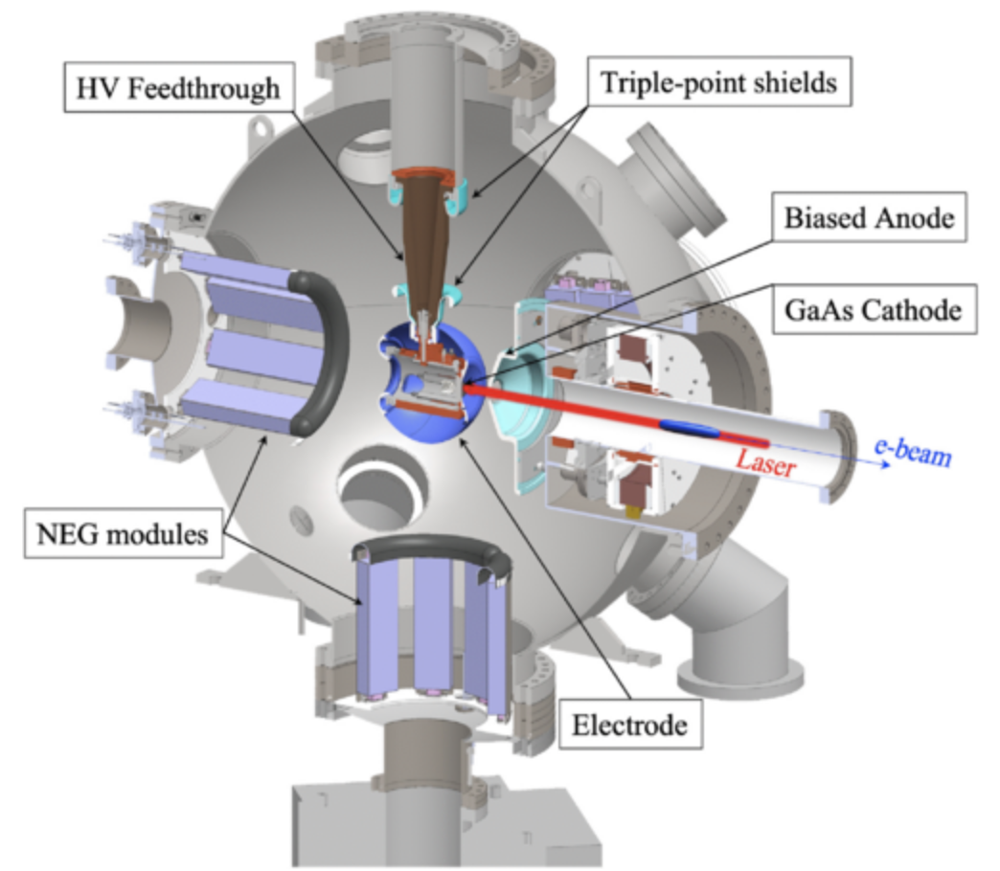 HV Feedthrough
Triple-point shields
Biased Anode
GaAs Cathode
Laser
e-beam
NEG modules
Electrode